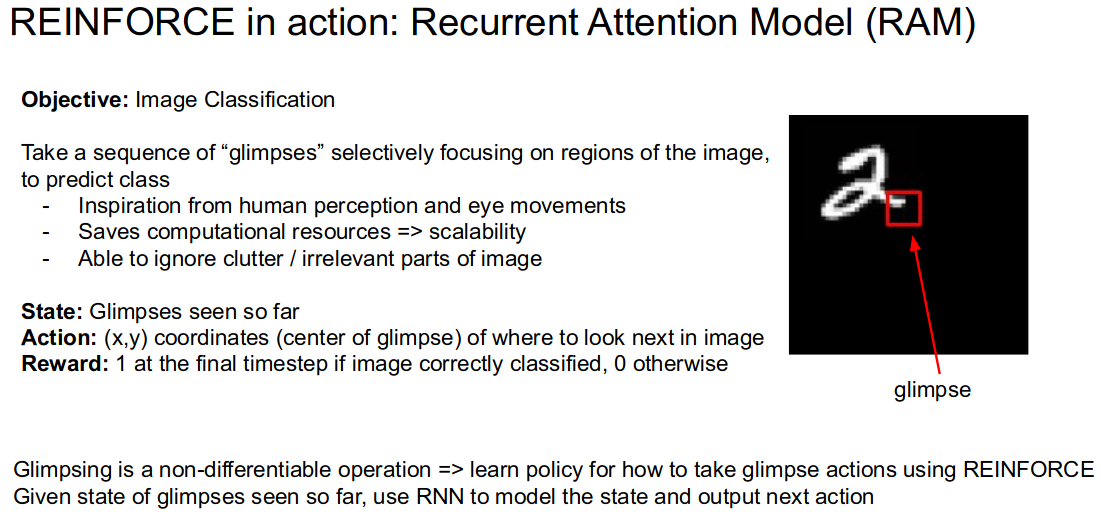 REINFORCE in action: Recurrent Attention Model (RAM)
Objective: Image Classification
Take a sequence of “glimpses” selectively focusing on regions of the image,
to predict class
- Inspiration from human perception and eye movements
- Saves computational resources => scalability
- Able to ignore clutter / irrelevant parts of image
State: Glimpses seen so far
Action: (x,y) coordinates (center of glimpse) of where to look next in image
Reward: 1 at the final timestep if image correctly classified, 0 otherwise
2
glimpse
Glimpsing is a non-differentiable operation => learn policy for how to take glimpse actions using REINFORCE
Given state of glimpses seen so far, use RNN to model the state and output next action